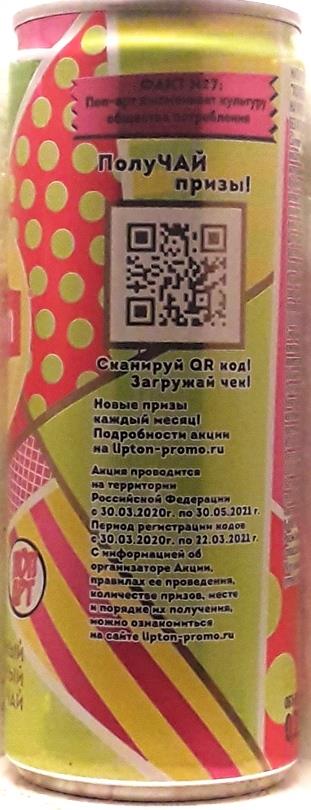 ФАКТ №27:
Поп-арт высмеивает культуру
общества потребления
ПолуЧАЙ
призы!
Сканируй QR код!
Загружай чек!
Новые призы
каждый месяц!
Подробности акции
на lipton-promo.ru
Акция проводится
на территории
Российской Федерации
с 30.03.2020г. по 30.05.2021 г.
Период регистрации кодов
с 30.03.2020г. по 22.03.2021 г.
С информацией об
организаторе Акции,
правилах ее проведения,
количестве призов, месте
и порядке их получения,
можно ознакомиться
на сайте lipton-promo.ru
ПОП
АРТ
ЧАЙ